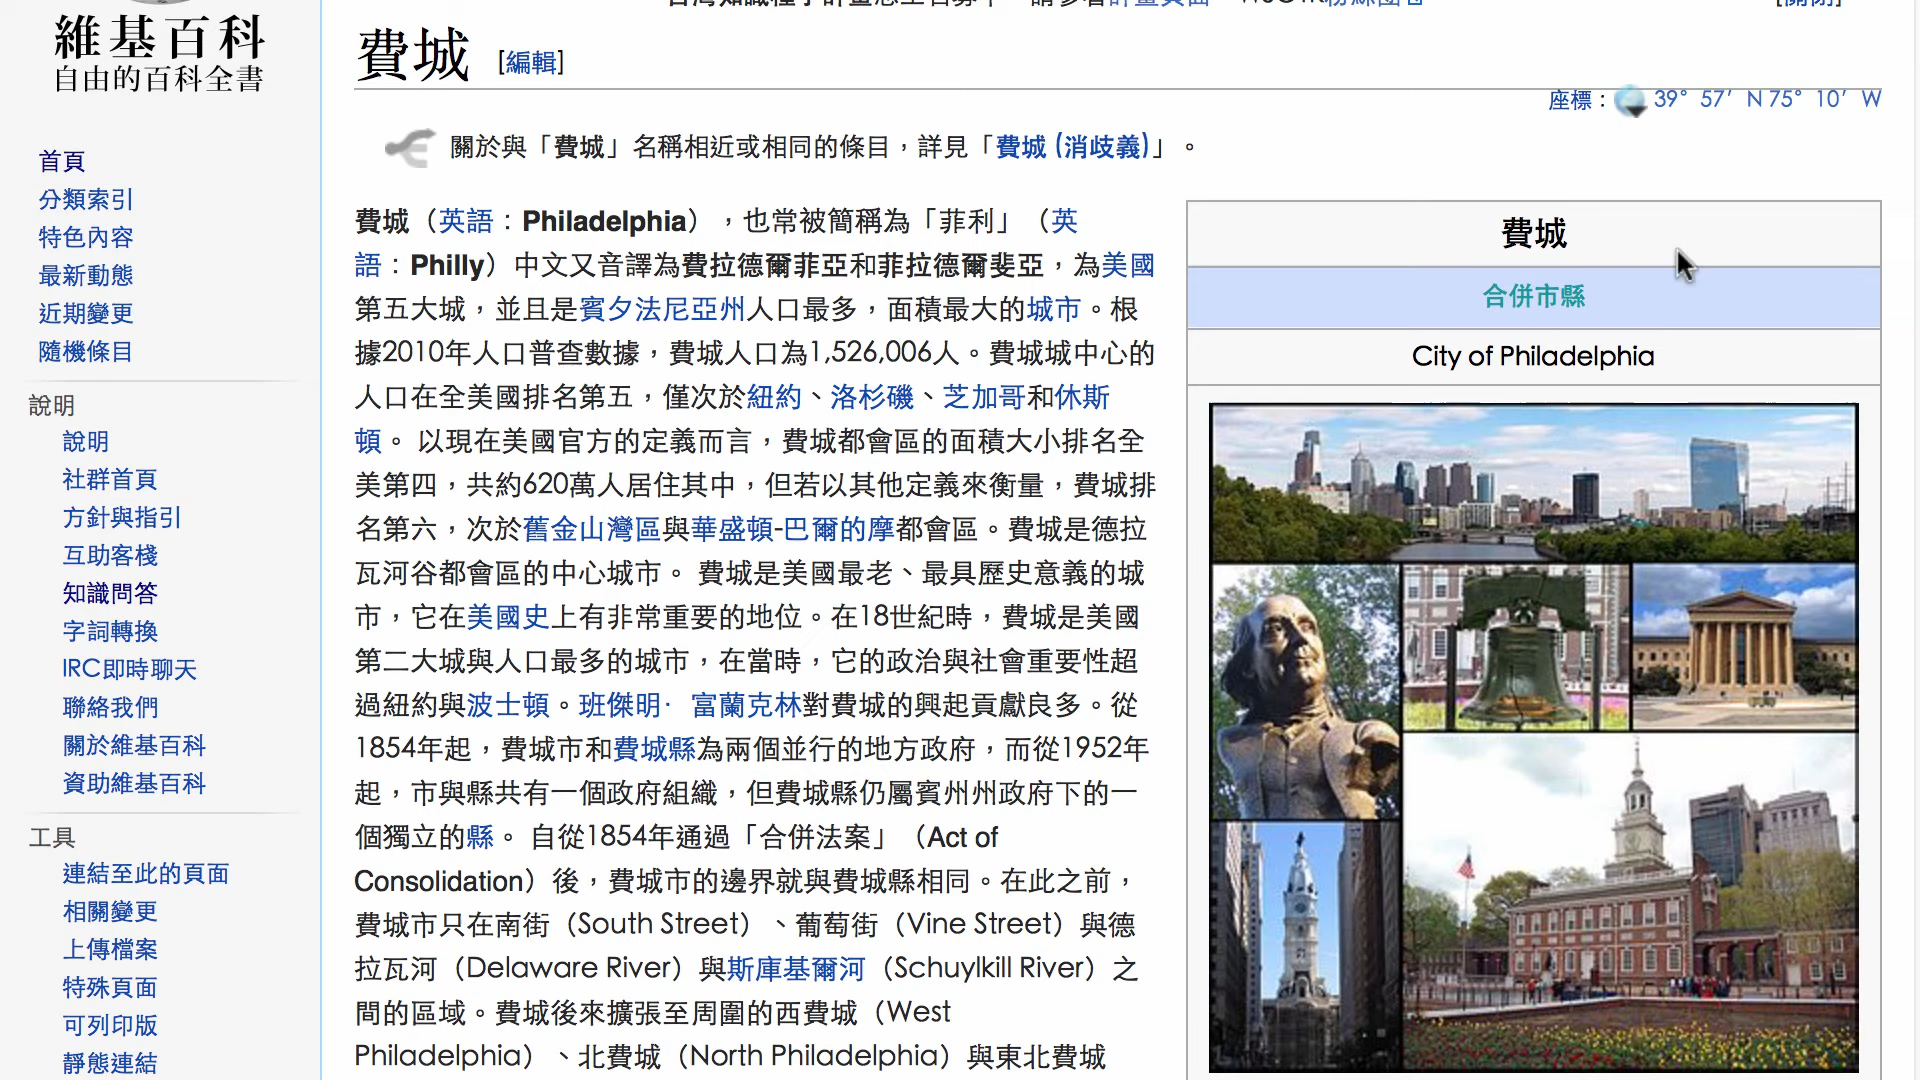 維基百科
自由的百科全書
首頁
分類索引
特色內容
最新動態
近期變更
隨機條目
說明
說明
社群首頁
方針與指引
互助客棧
知識問答
字詞轉換
IRC即時聊天
聯絡我們
關於維基百科
資助維基百科
工具
連結至此的頁面
相關變更
上傳檔案
特殊頁面
可列印版
靜態連結
費城 [編輯]
座標：39° 57′ N 75° 10′ W
關於與「費城」名稱相近或相同的條目，詳見「費城 (消歧義)」。
費城（英語：Philadelphia），也常被簡稱為「菲利」（英
語：Philly）中文又音譯為費拉德爾菲亞和菲拉德爾斐亞，為美國
第五大城，並且是賓夕法尼亞州人口最多，面積最大的城市。根
據2010年人口普查數據，費城人口為1,526,006人。費城城中心的
人口在全美國排名第五，僅次於紐約、洛杉磯、芝加哥和休斯
頓。 以現在美國官方的定義而言，費城都會區的面積大小排名全
美第四，共約620萬人居住其中，但若以其他定義來衡量，費城排
名第六，次於舊金山灣區與華盛頓-巴爾的摩都會區。費城是德拉
瓦河谷都會區的中心城市。 費城是美國最老、最具歷史意義的城
市，它在美國史上有非常重要的地位。在18世紀時，費城是美國
第二大城與人口最多的城市，在當時，它的政治與社會重要性超
過紐約與波士頓。班傑明· 富蘭克林對費城的興起貢獻良多。從
1854年起，費城市和費城縣為兩個並行的地方政府，而從1952年
起，市與縣共有一個政府組織，但費城縣仍屬賓州州政府下的一
個獨立的縣。 自從1854年通過「合併法案」（Act of
Consolidation）後，費城市的邊界就與費城縣相同。在此之前，
費城市只在南街（South Street）、葡萄街（Vine Street）與德
拉瓦河（Delaware River）與斯庫基爾河（Schuylkill River）之
間的區域。費城後來擴張至周圍的西費城（West
Philadelphia）、北費城（North Philadelphia）與東北費城
費城
合併市縣
City of Philadelphia